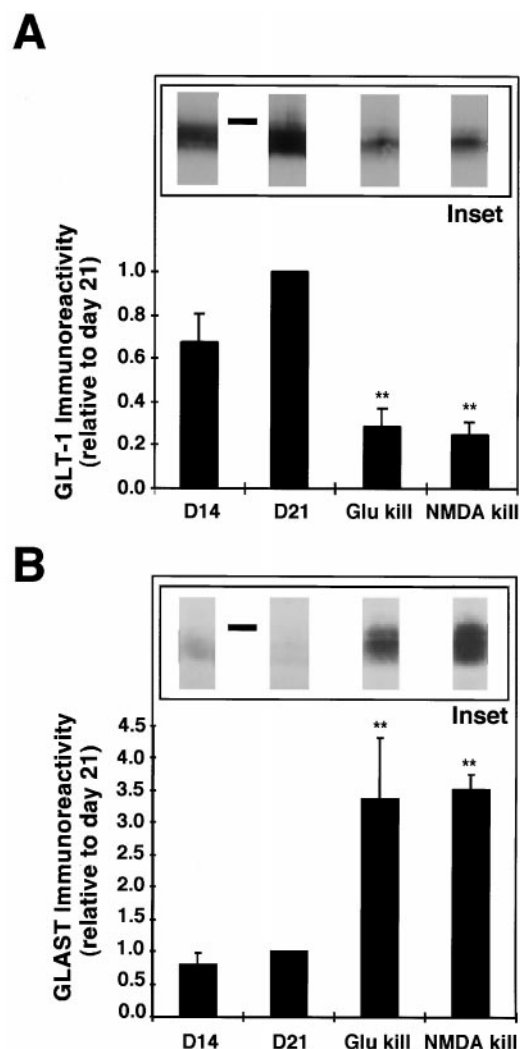 A
Inset
GLT-1 Immunoreactivity
(relative to day 21)
1.0
0.8
0.6
0.4
0.2
0.0
**
**
D14 D21 Glu kill NMDA kill
B
Inset
GLAST Immunoreactivity
(relative to day 21)
4.5
4.0
3.5
3.0
2.5
2.0
1.5
1.0
0.5
0.0
**
**
D14 D21 Glu kill NMDA kill